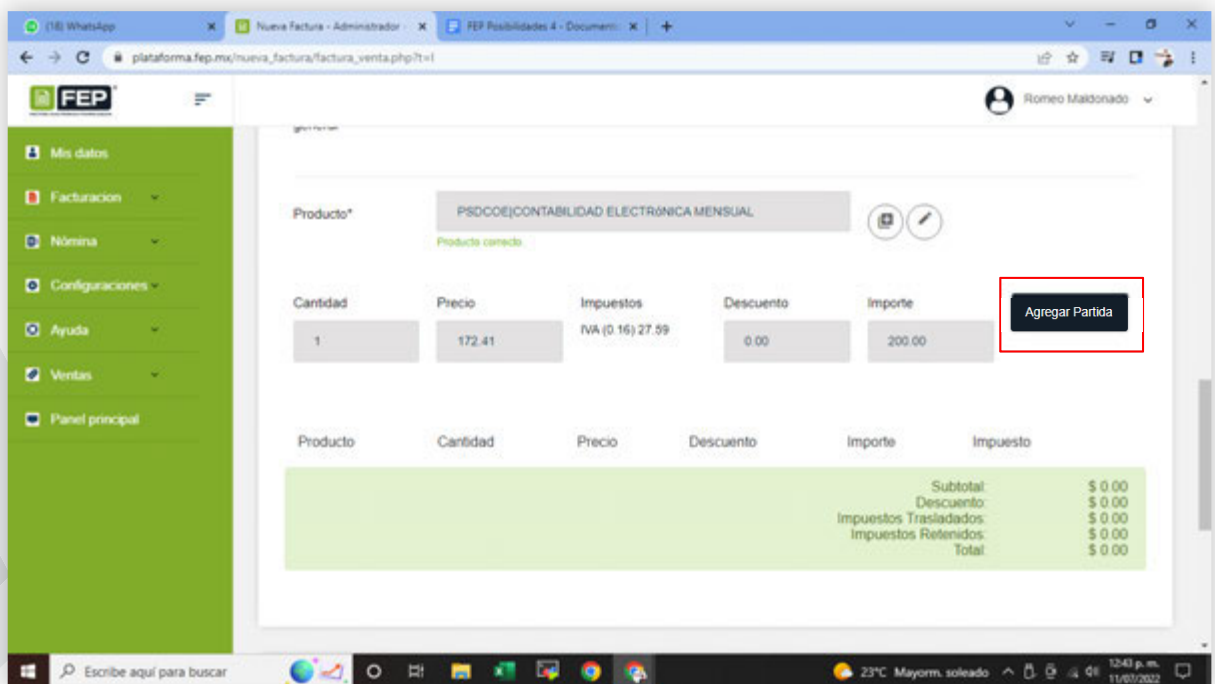 (18) WhatsApp
Nueva Factura - Administrador -
FEP Posibilidades 4 - Document
plataforma.fep.mx/nueva_factura/factura_venta.php?t=I
FEP
Romeo Maldonado
general
Mis datos
Facturacion
Nómina
Configuraciones
Ayuda
Ventas
Panel principal
Producto*
PSDCOE|CONTABILIDAD ELECTRóNICA MENSUAL
Producto correcto.
Cantidad Precio Impuestos Descuento Importe
Agregar Partida
1 172.41 IVA (0.16) 27.59 0.00 200.00
Producto Cantidad Precio Descuento Importe Impuesto
Subtotal: $ 0.00
Descuento: $ 0.00
Impuestos Trasladados: $ 0.00
Impuestos Retenidos: $ 0.00
Total: $ 0.00
Escribe aquí para buscar
23°C Mayorm. soleado
12:43 p. m.
11/07/2022